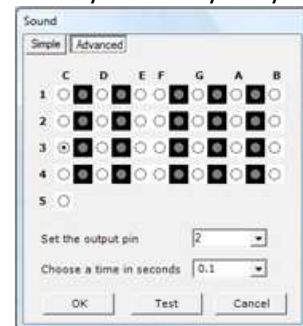 Sound
Simple Advanced
C D E F G A B
1
2
3
4
5
Set the output pin 2
Choose a time in seconds 0.1
OK Test Cancel